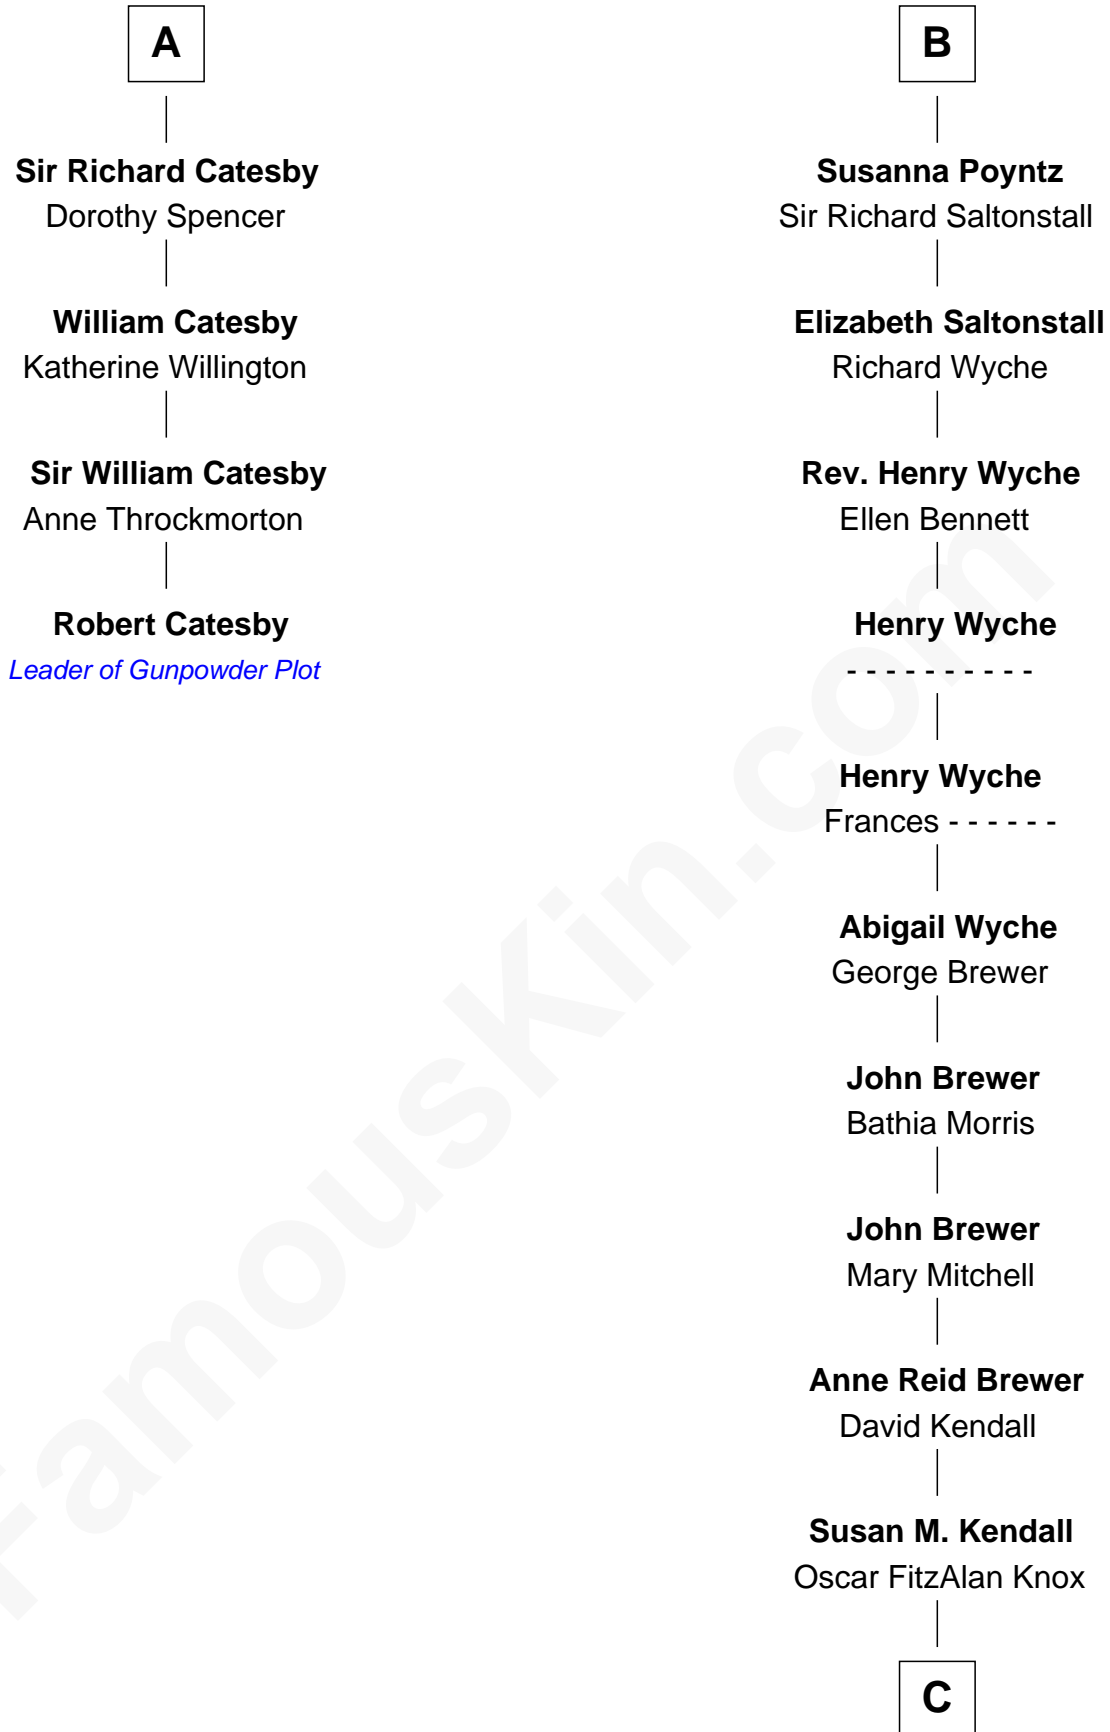 A
Sir Richard Catesby
Dorothy Spencer
William Catesby
Katherine Willington
Sir William Catesby
Anne Throckmorton
Robert Catesby
Leader of Gunpowder Plot
B
Susanna Poyntz
Sir Richard Saltonstall
Elizabeth Saltonstall
Richard Wyche
Rev. Henry Wyche
Ellen Bennett
Henry Wyche
- - - - - - - - - -
Henry Wyche
Frances - - - - - -
Abigail Wyche
George Brewer
John Brewer
Bathia Morris
John Brewer
Mary Mitchell
Anne Reid Brewer
David Kendall
Susan M. Kendall
Oscar FitzAlan Knox
C
FamousKin.com